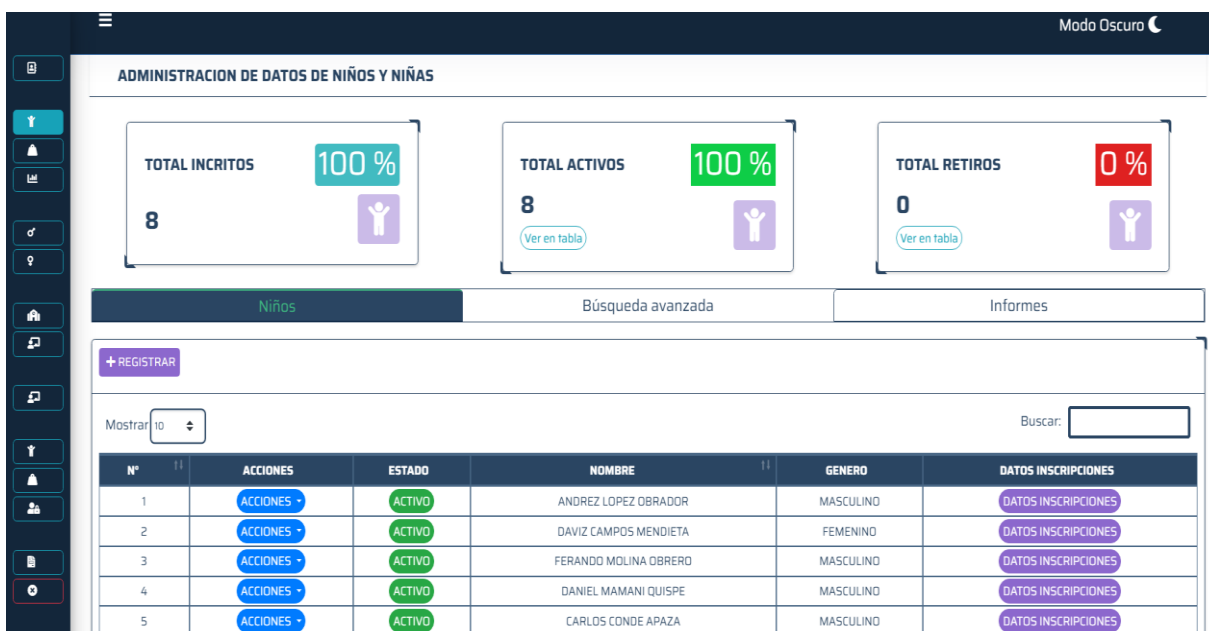 Modo Oscuro
ADMINISTRACION DE DATOS DE NIÑOS Y NIÑAS
TOTAL INCRITOS 100 %
8
TOTAL ACTIVOS 100 %
8
Ver en tabla
TOTAL RETIROS 0 %
0
Ver en tabla
Niños Búsqueda avanzada Informes
+ REGISTRAR
Mostrar 10 Buscar:
N° ACCIONES ESTADO NOMBRE GENERO DATOS INSCRIPCIONES
1 ACCIONES ACTIVO ANDREZ LOPEZ OBRADOR MASCULINO DATOS INSCRIPCIONES
2 ACCIONES ACTIVO DAVIZ CAMPOS MENDIETA FEMENINO DATOS INSCRIPCIONES
3 ACCIONES ACTIVO FERANDO MOLINA OBRERO MASCULINO DATOS INSCRIPCIONES
4 ACCIONES ACTIVO DANIEL MAMANI QUISPE MASCULINO DATOS INSCRIPCIONES
5 ACCIONES ACTIVO CARLOS CONDE APAZA MASCULINO DATOS INSCRIPCIONES